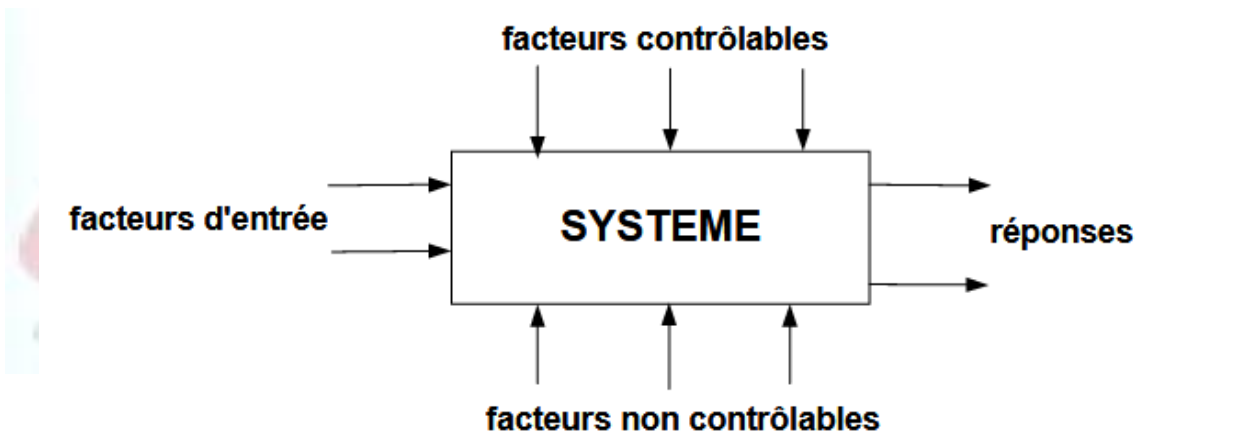 facteurs contrôlables
facteurs d'entrée
SYSTEME
réponses
facteurs non contrôlables